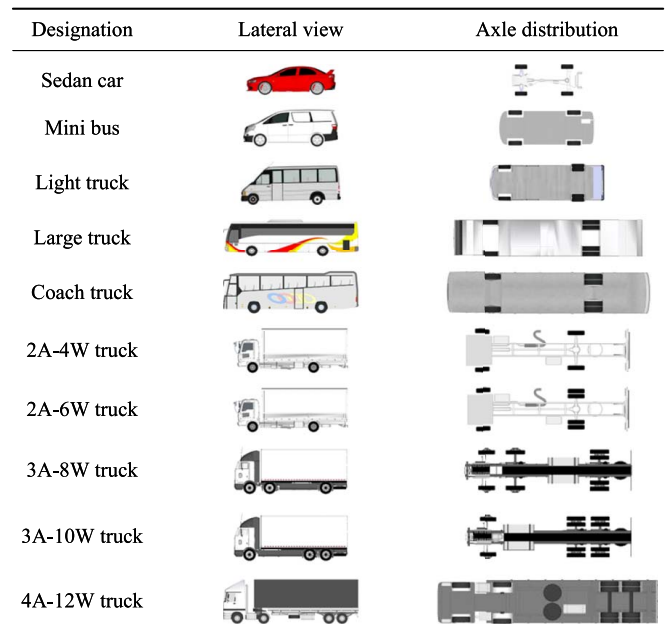 Designation Lateral view Axle distribution
Sedan car
Mini bus
Light truck
Large truck
Coach truck
2A-4W truck
2A-6W truck
3A-8W truck
3A-10W truck
4A-12W truck